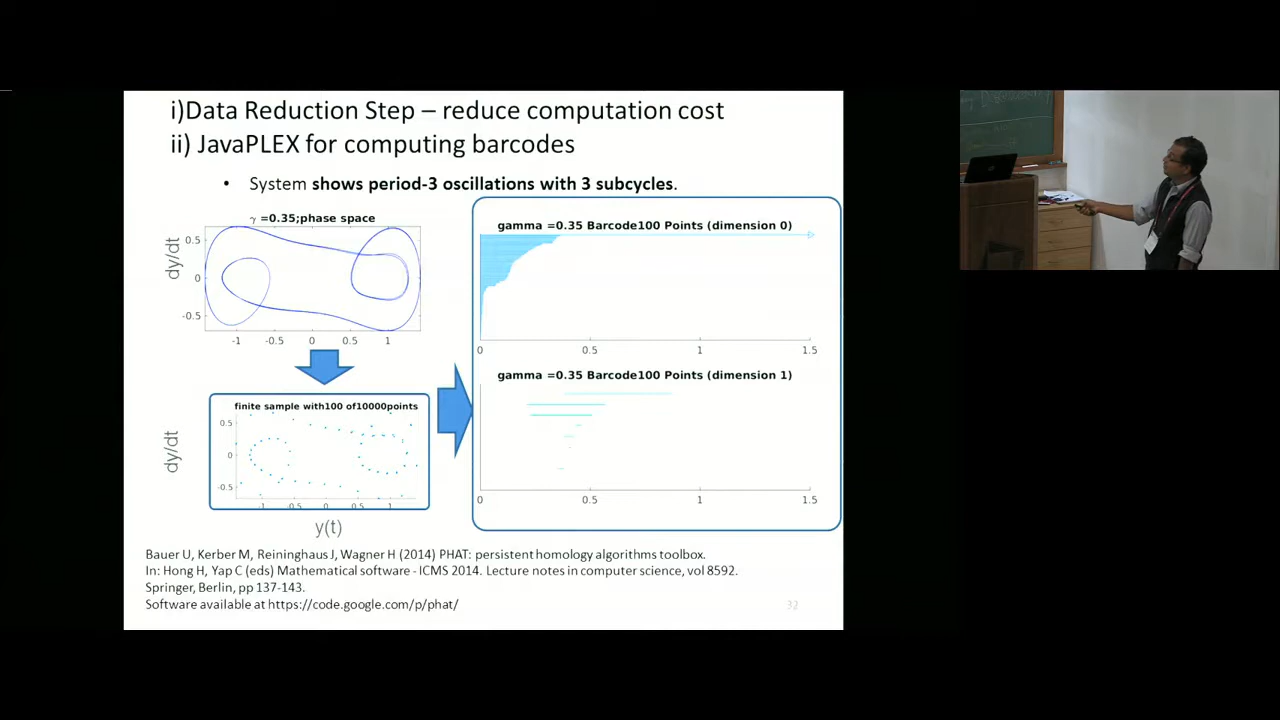 i)Data Reduction Step – reduce computation cost
ii) JavaPLEX for computing barcodes
• System shows period-3 oscillations with 3 subcycles.
γ =0.35;phase space
dy/dt
0.5
0
-0.5
-1 -0.5 0 0.5 1
finite sample with100 of10000points
dy/dt
0.5
0
-0.5
-1 -0.5 0 0.5 1
y(t)
gamma =0.35 Barcode100 Points (dimension 0)
0 0.5 1 1.5
gamma =0.35 Barcode100 Points (dimension 1)
0 0.5 1 1.5
Bauer U, Kerber M, Reininghaus J, Wagner H (2014) PHAT: persistent homology algorithms toolbox.
In: Hong H, Yap C (eds) Mathematical software - ICMS 2014. Lecture notes in computer science, vol 8592.
Springer, Berlin, pp 137-143.
Software available at https://code.google.com/p/phat/
32